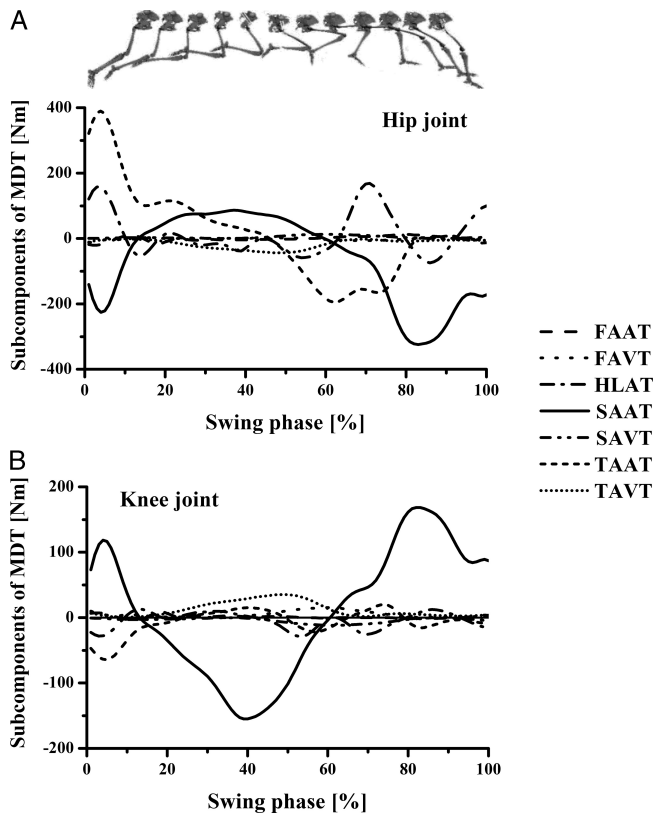 A
Subcomponents of MDT [Nm]
400
200
0
-200
-400
Hip joint
0
20
40
60
80
100
Swing phase [%]
FAAT
FAVT
HLAT
SAAT
SAVT
TAAT
TAVT
B
Subcomponents of MDT [Nm]
200
100
0
-100
-200
Knee joint
0
20
40
60
80
100
Swing phase [%]